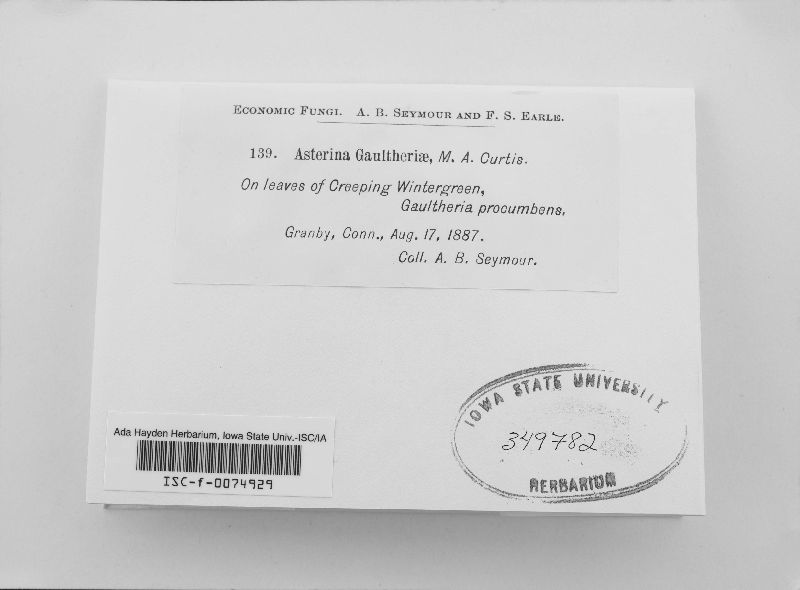 ECONOMIC FUNGI. A. B. SEYMOUR AND F. S. EARLE.
139. Asterina Gaultheriæ, M. A. Curtis.
On leaves of Creeping Wintergreen,
Gaultheria procumbens,
Granby, Conn., Aug. 17, 1887.
Coll. A. B. Seymour.
IOWA STATE UNIVERSITY
349782
HERBARIUM
Ada Hayden Herbarium, Iowa State Univ.-ISC/IA
ISC-f-0074929